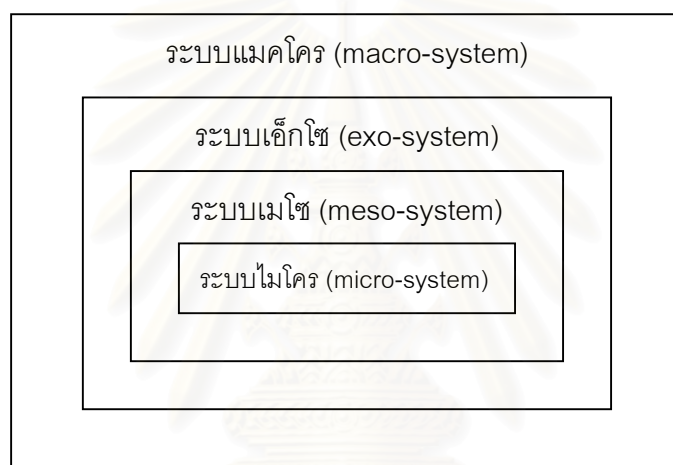 ระบบแมคโคร (macro-system)
ระบบเอ็กโซ (exo-system)
ระบบเมโซ (meso-system)
ระบบไมโคร (micro-system)